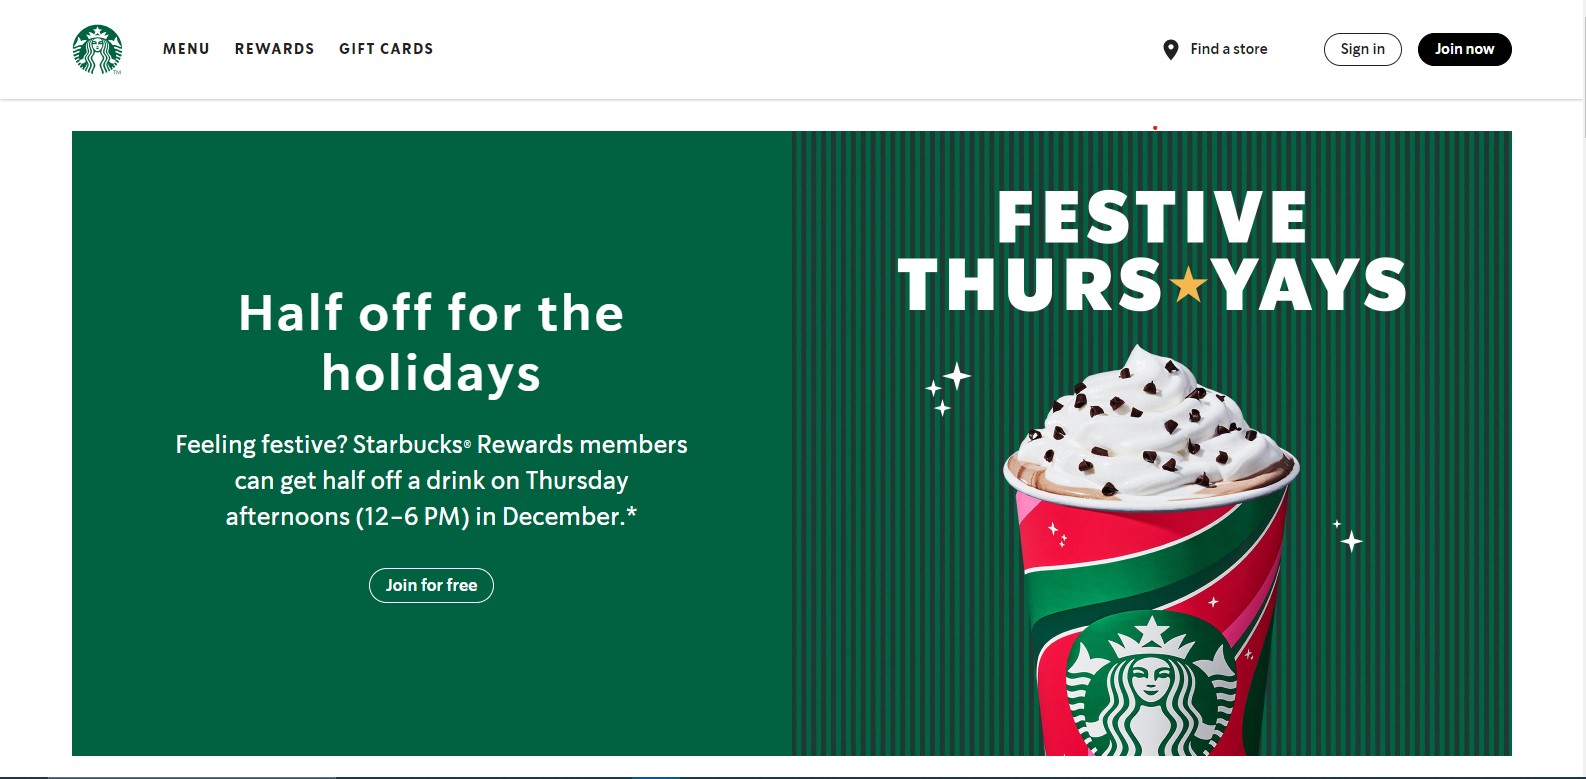 MENU REWARDS GIFT CARDS Find a store Sign in Join now
TM
Half off for the
holidays
Feeling festive? Starbucks® Rewards members
can get half off a drink on Thursday
afternoons (12–6 PM) in December.*
Join for free
FESTIVE
THURS★YAYS